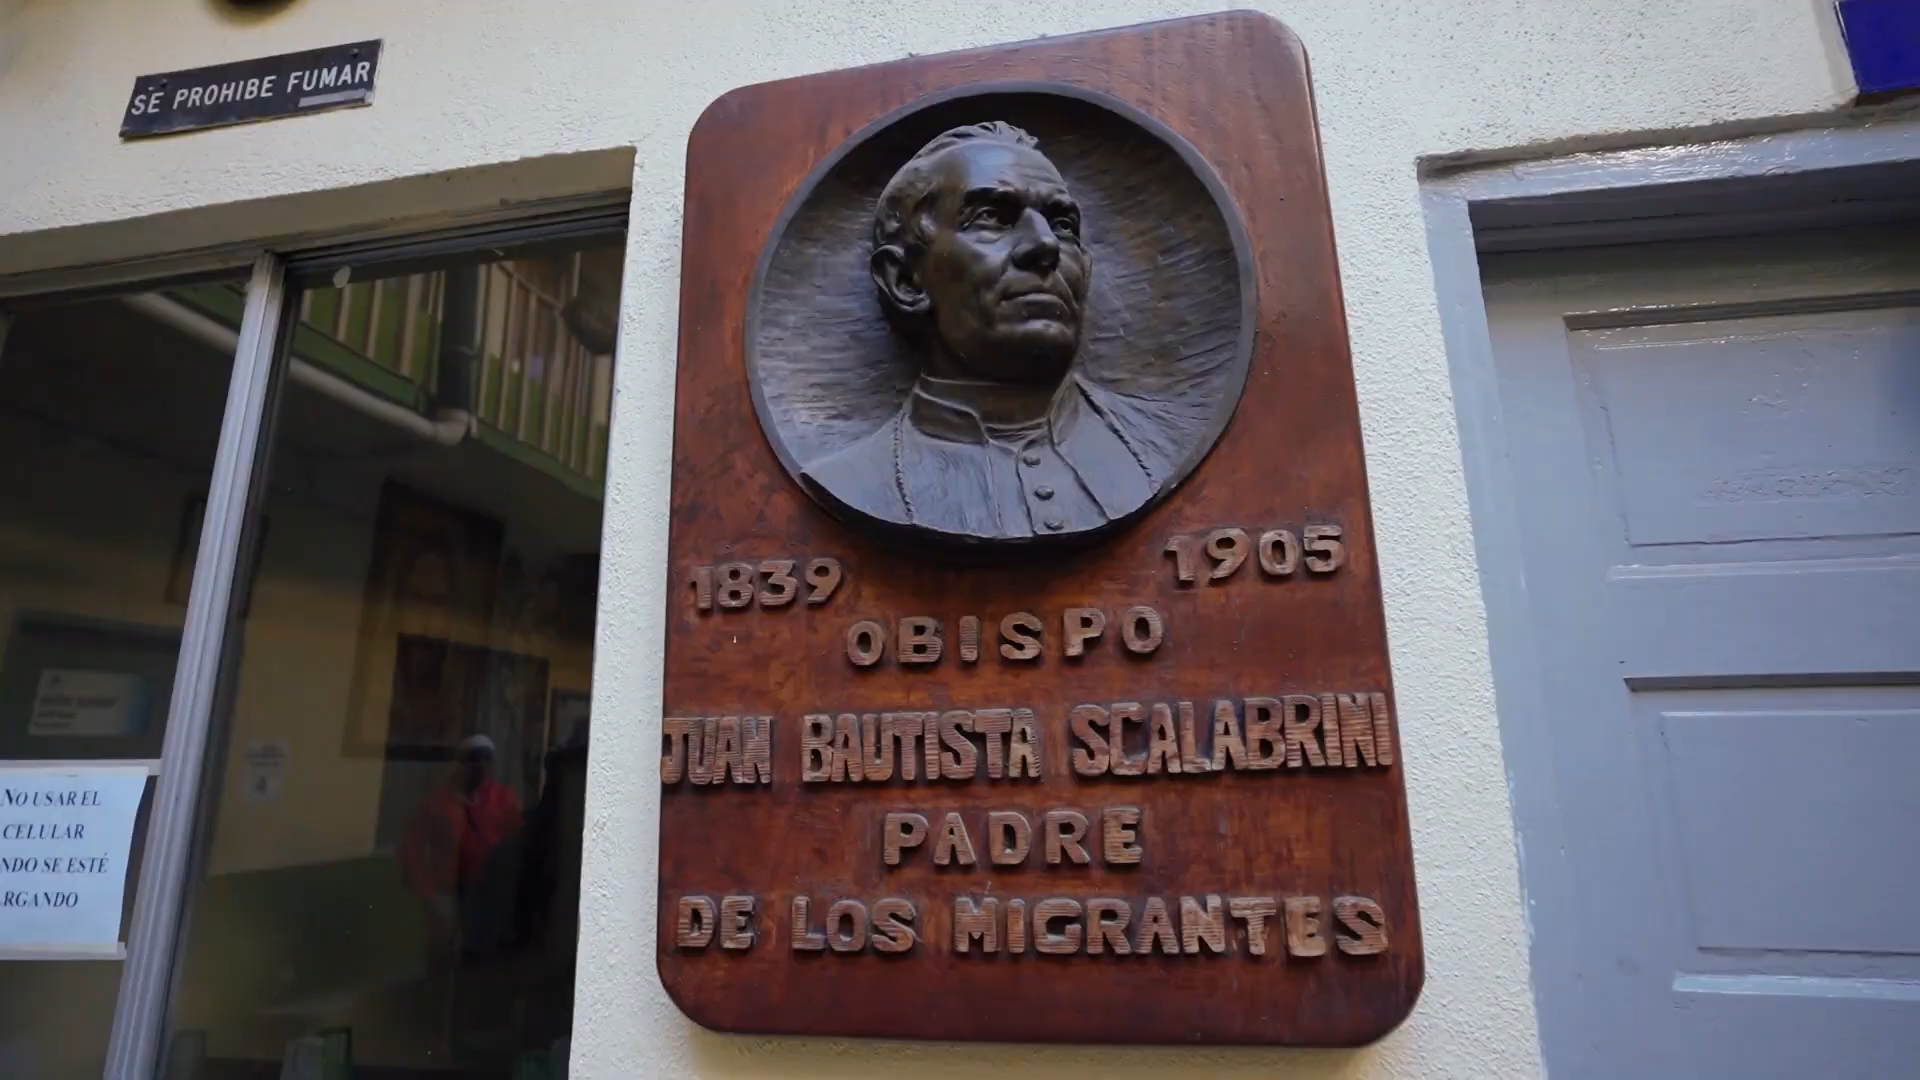 SE PROHIBE FUMAR
1839 1905
OBISPO
JUAN BAUTISTA SCALABRINI
PADRE
DE LOS MIGRANTES
NO USAR EL
CELULAR
NDO SE ESTÉ
RGANDO